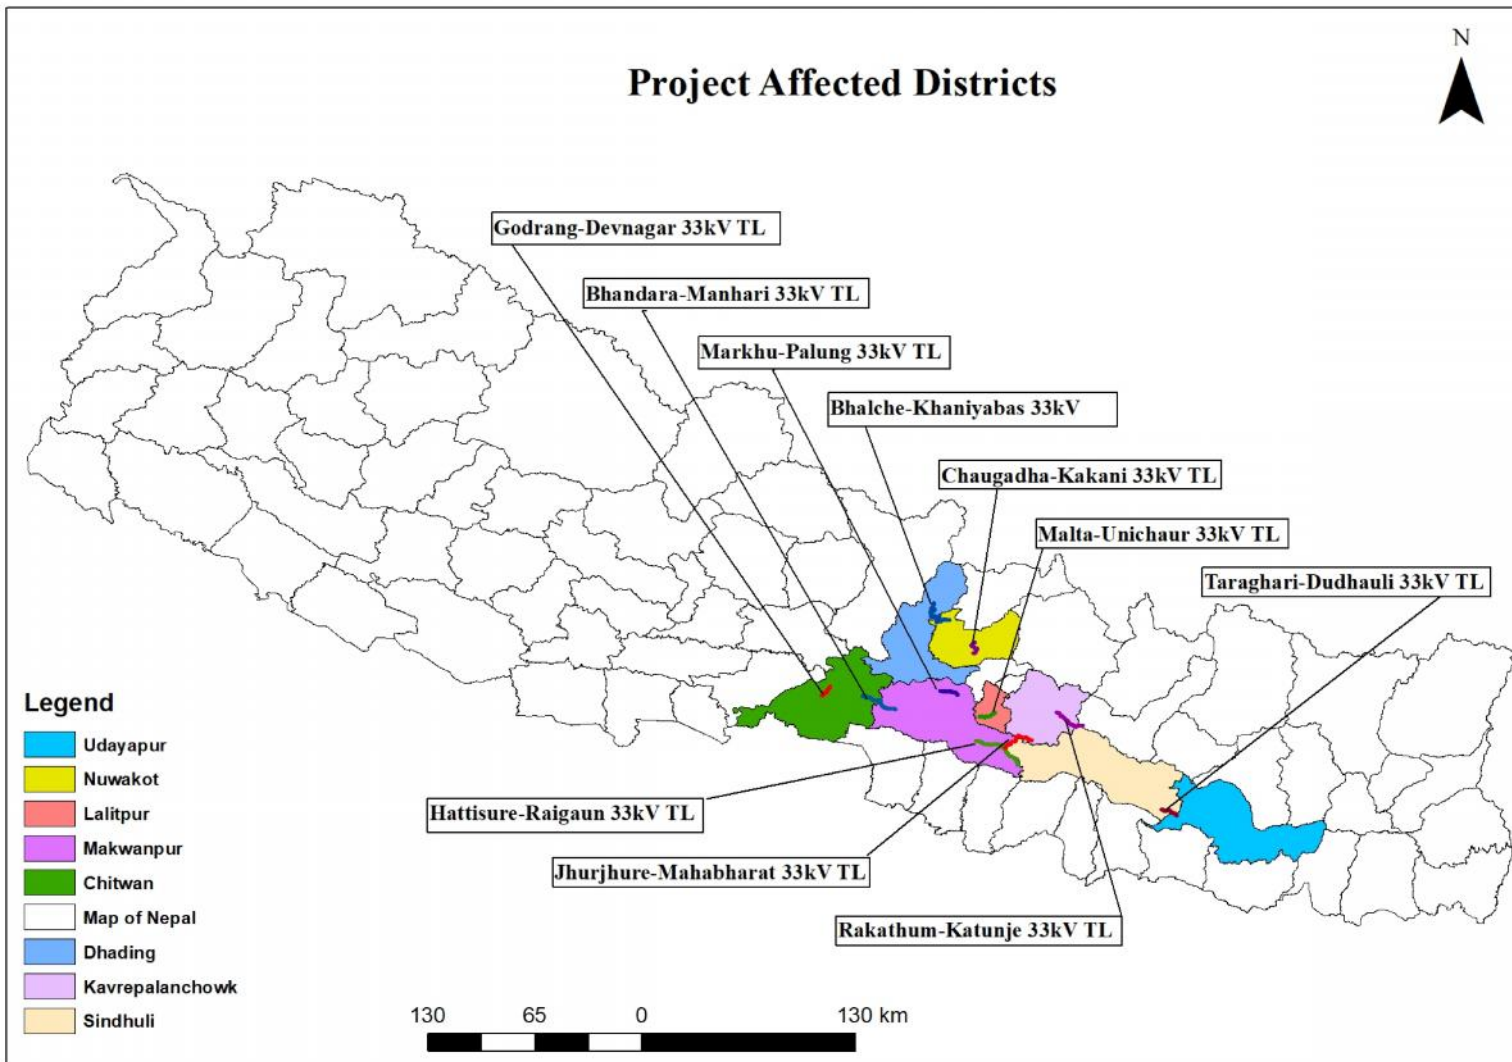 N
Project Affected Districts
Godrang-Devnagar 33kV TL
Bhandara-Manhari 33kV TL
Markhu-Palung 33kV TL
Bhalche-Khaniyabas 33kV
Chaugadha-Kakani 33kV TL
Malta-Unichaur 33kV TL
Taraghari-Dudhauli 33kV TL
Hattisure-Raigaun 33kV TL
Jhurjhure-Mahabharat 33kV TL
Rakathum-Katunje 33kV TL
Legend
Udayapur
Nuwakot
Lalitpur
Makwanpur
Chitwan
Map of Nepal
Dhading
Kavrepalanchowk
Sindhuli
130 65 0 130 km